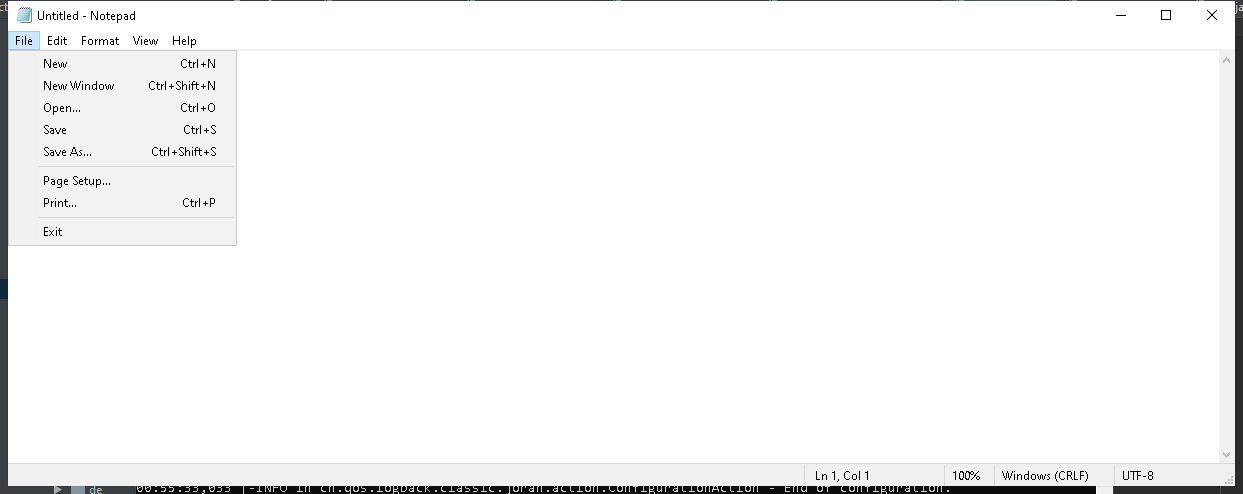 Untitled - Notepad
File Edit Format View Help
New Ctrl+N
New Window Ctrl+Shift+N
Open... Ctrl+O
Save Ctrl+S
Save As... Ctrl+Shift+S
Page Setup...
Print... Ctrl+P
Exit
Ln 1, Col 1 100% Windows (CRLF) UTF-8
de 00:55:33,033 |-INFO in ch.qos.logback.classic.joran.action.ConfigurationAction - End of configuration.